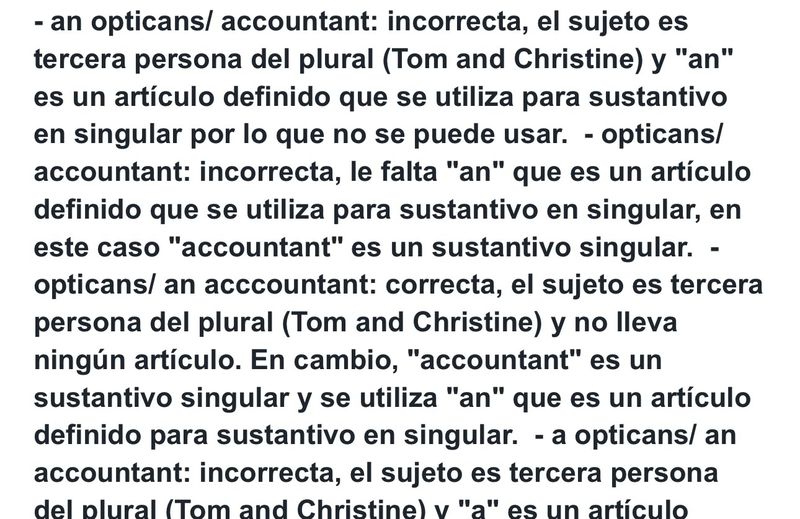 - an opticans/ accountant: incorrecta, el sujeto es
tercera persona del plural (Tom and Christine) y "an"
es un artículo definido que se utiliza para sustantivo
en singular por lo que no se puede usar.  - opticans/
accountant: incorrecta, le falta "an" que es un artículo
definido que se utiliza para sustantivo en singular, en
este caso "accountant" es un sustantivo singular.  -
opticans/ an acccountant: correcta, el sujeto es tercera
persona del plural (Tom and Christine) y no lleva
ningún artículo. En cambio, "accountant" es un
sustantivo singular y se utiliza "an" que es un artículo
definido para sustantivo en singular.  - a opticans/ an
accountant: incorrecta, el sujeto es tercera persona
del plural (Tom and Christine) y "a" es un artículo